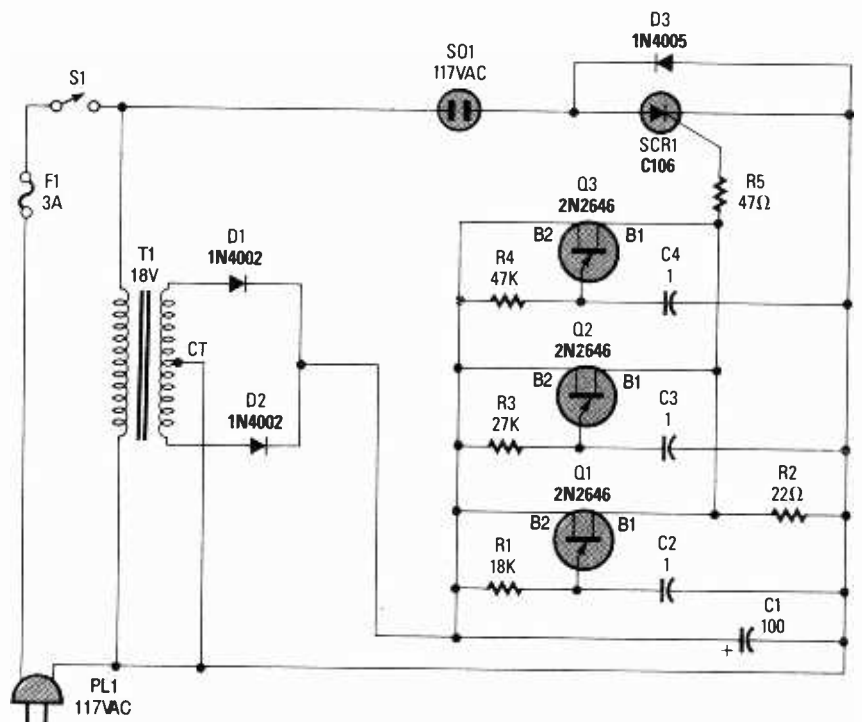 D3
1N4005
SO1
117VAC
S1
SCR1
C106
F1
3A
Q3
2N2646
R5
47Ω
B2
B1
D1
1N4002
T1
18V
R4
47K
C4
1
CT
Q2
2N2646
B2
B1
D2
1N4002
R3
27K
C3
1
Q1
2N2646
R2
22Ω
B2
B1
R1
18K
C2
1
C1
100
+
PL1
117VAC